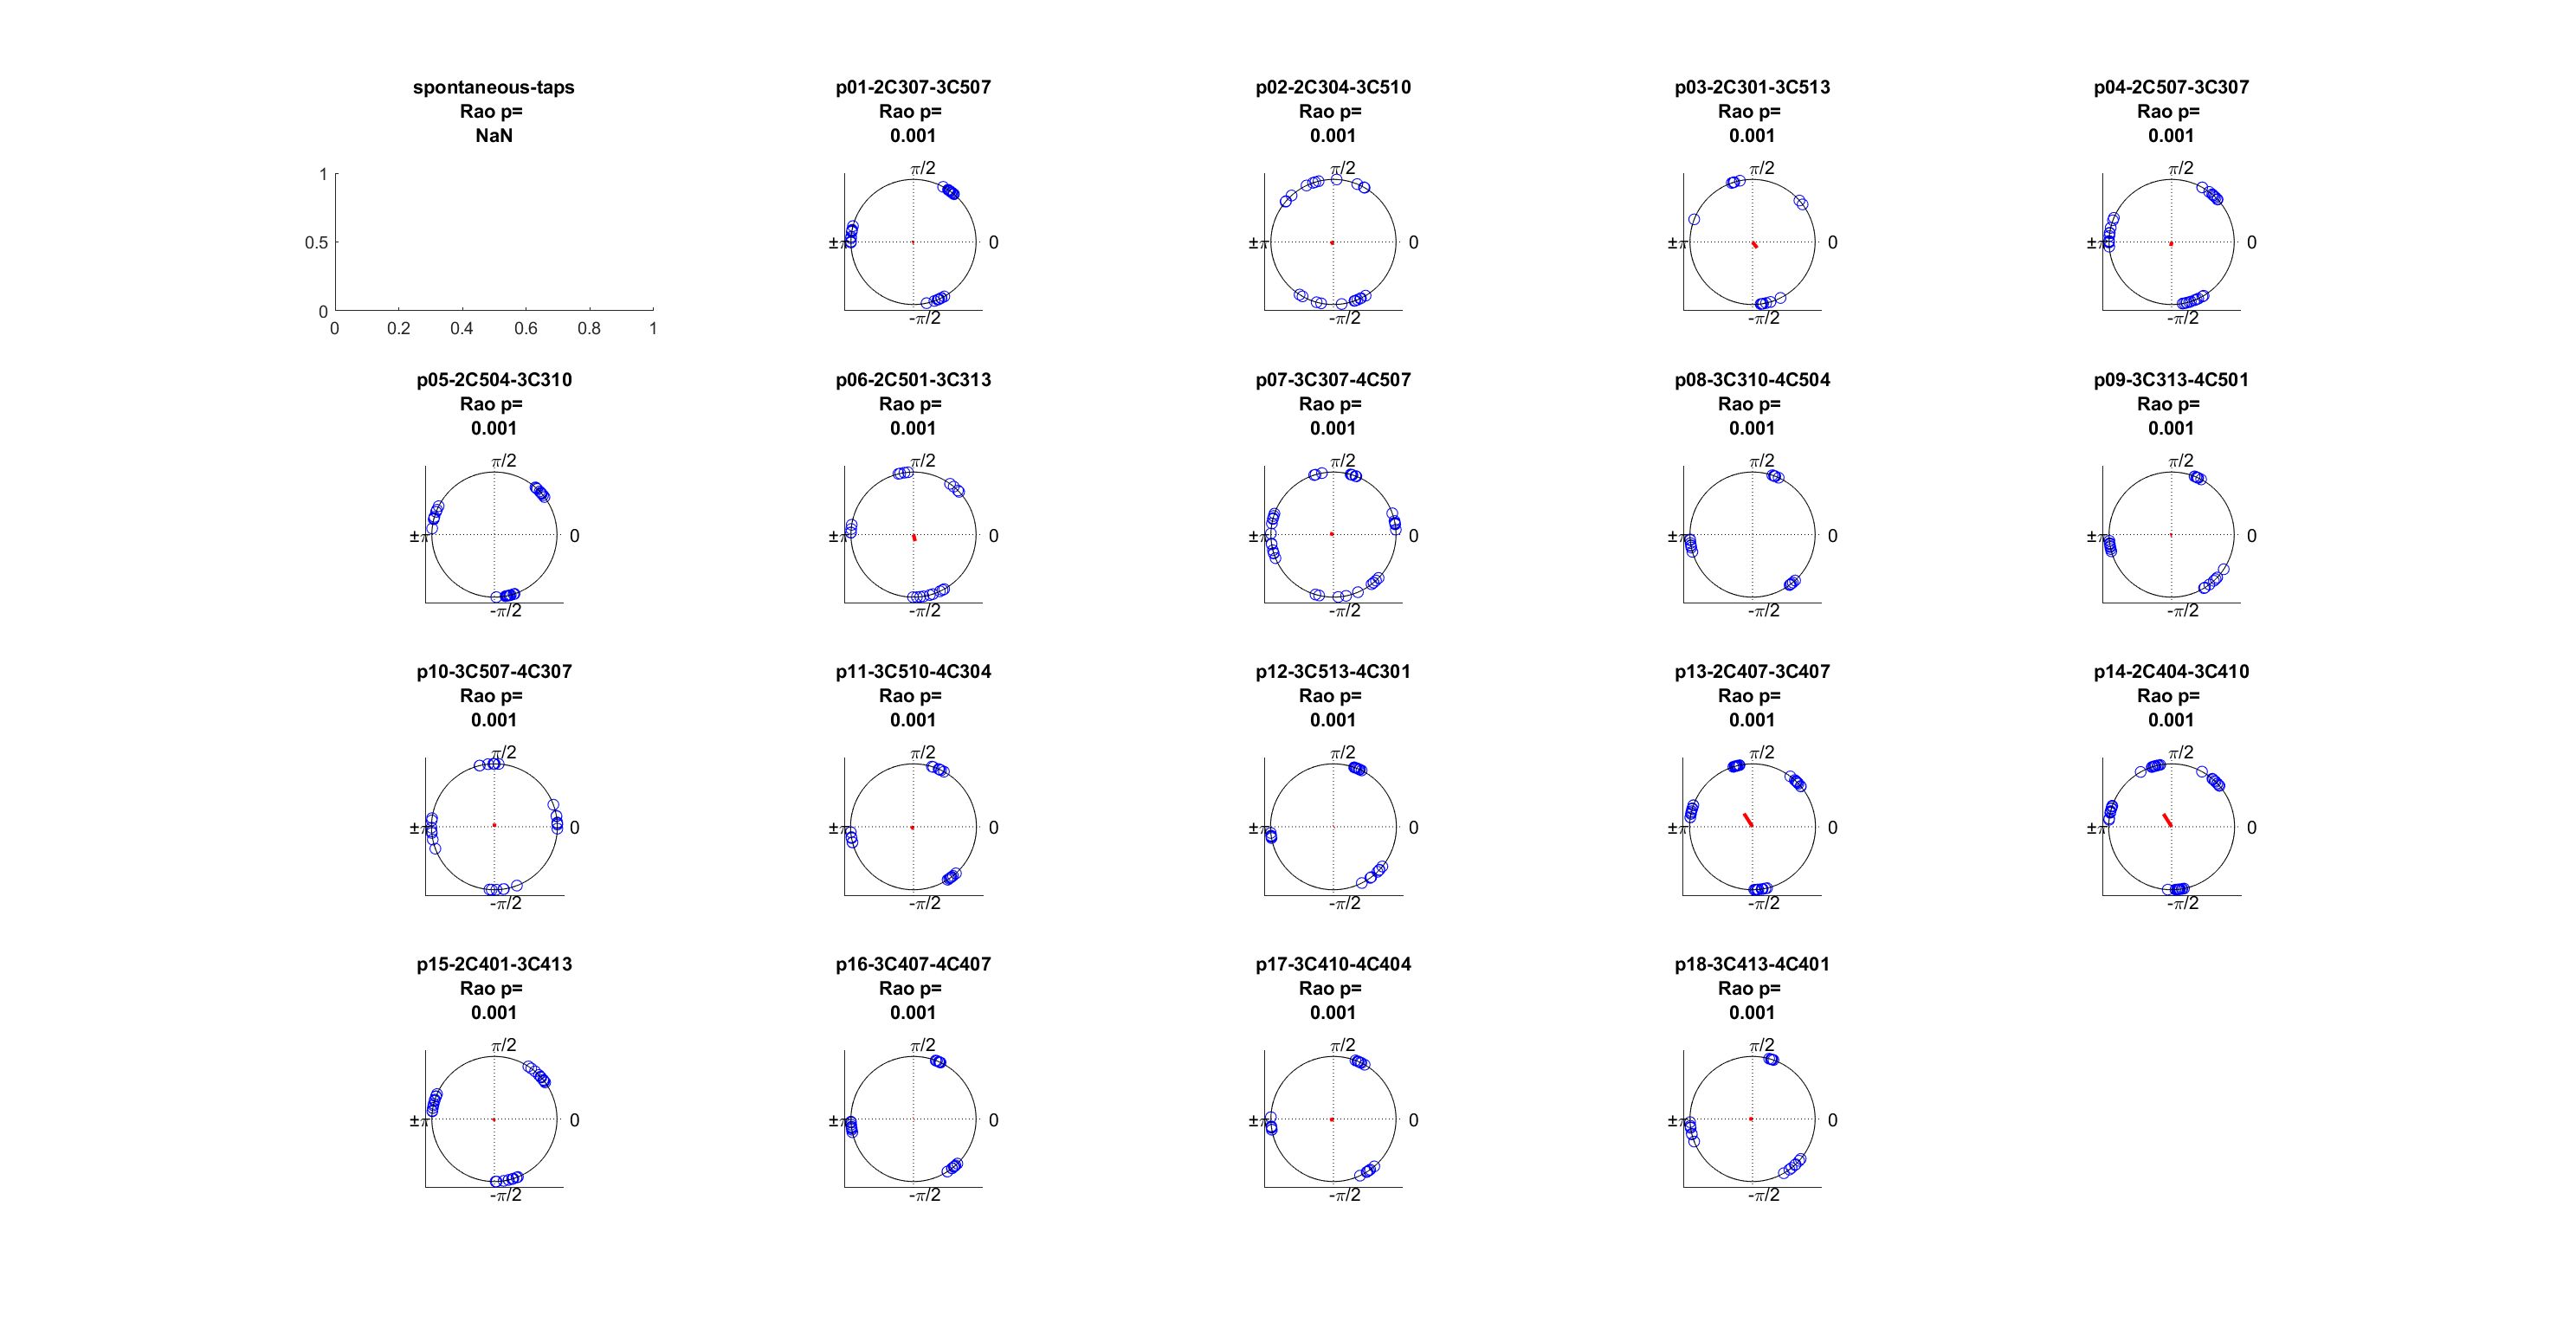 spontaneous-taps
Rao p=
NaN
1
0.5
0
0 0.2 0.4 0.6 0.8 1
p01-2C307-3C507
Rao p=
0.001
π/2
±π 0
-π/2
p02-2C304-3C510
Rao p=
0.001
π/2
±π 0
-π/2
p03-2C301-3C513
Rao p=
0.001
π/2
±π 0
-π/2
p04-2C507-3C307
Rao p=
0.001
π/2
±π 0
-π/2
p05-2C504-3C310
Rao p=
0.001
π/2
±π 0
-π/2
p06-2C501-3C313
Rao p=
0.001
π/2
±π 0
-π/2
p07-3C307-4C507
Rao p=
0.001
π/2
±π 0
-π/2
p08-3C310-4C504
Rao p=
0.001
π/2
±π 0
-π/2
p09-3C313-4C501
Rao p=
0.001
π/2
±π 0
-π/2
p10-3C507-4C307
Rao p=
0.001
π/2
±π 0
-π/2
p11-3C510-4C304
Rao p=
0.001
π/2
±π 0
-π/2
p12-3C513-4C301
Rao p=
0.001
π/2
±π 0
-π/2
p13-2C407-3C407
Rao p=
0.001
π/2
±π 0
-π/2
p14-2C404-3C410
Rao p=
0.001
π/2
±π 0
-π/2
p15-2C401-3C413
Rao p=
0.001
π/2
±π 0
-π/2
p16-3C407-4C407
Rao p=
0.001
π/2
±π 0
-π/2
p17-3C410-4C404
Rao p=
0.001
π/2
±π 0
-π/2
p18-3C413-4C401
Rao p=
0.001
π/2
±π 0
-π/2